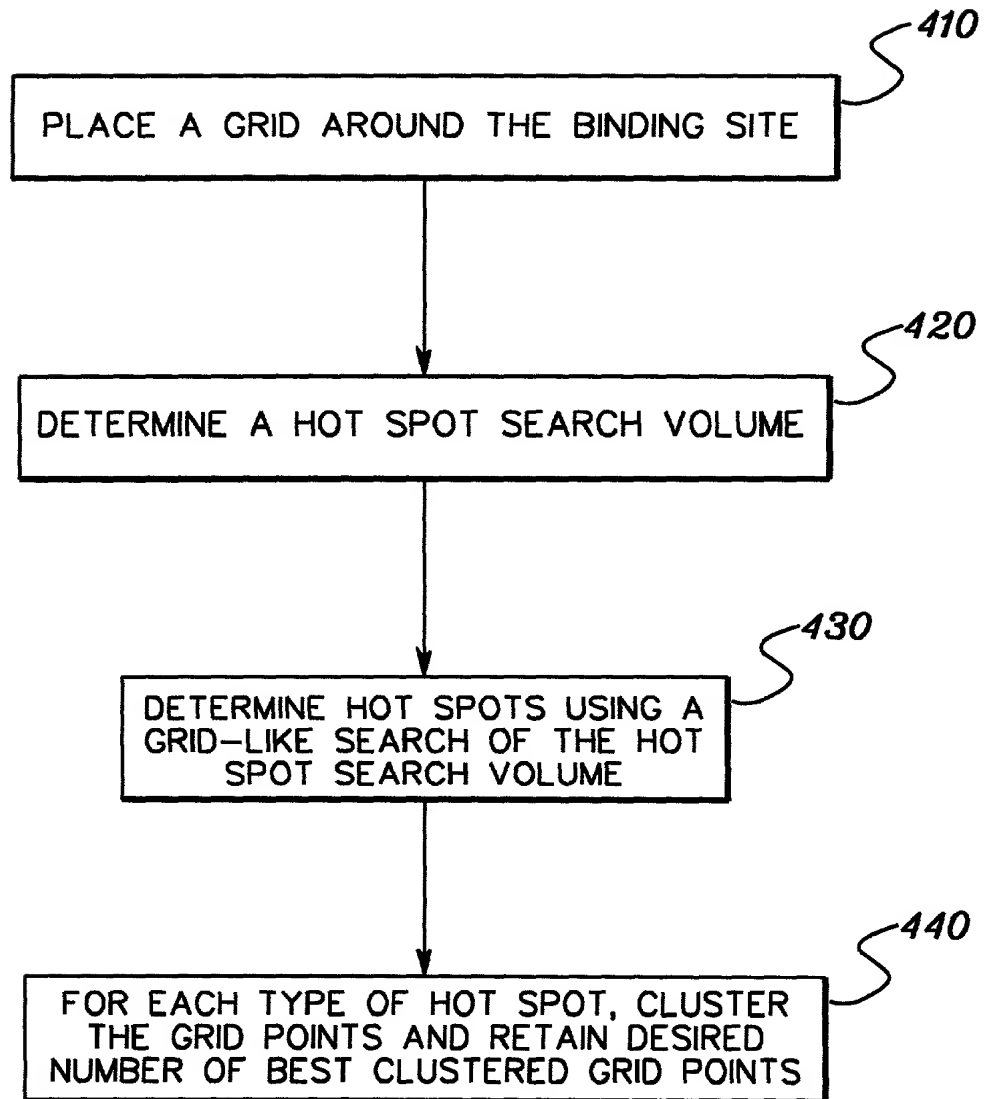 410
PLACE A GRID AROUND THE BINDING SITE
420
DETERMINE A HOT SPOT SEARCH VOLUME
430
DETERMINE HOT SPOTS USING A
GRID-LIKE SEARCH OF THE HOT
SPOT SEARCH VOLUME
440
FOR EACH TYPE OF HOT SPOT, CLUSTER
THE GRID POINTS AND RETAIN DESIRED
NUMBER OF BEST CLUSTERED GRID POINTS